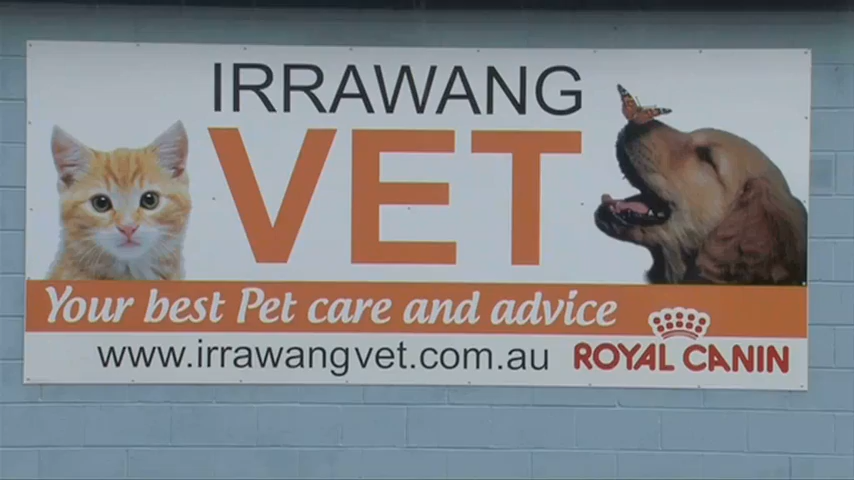 IRRAWANG
VET
Your best Pet care and advice
www.irrawangvet.com.au
ROYAL CANIN